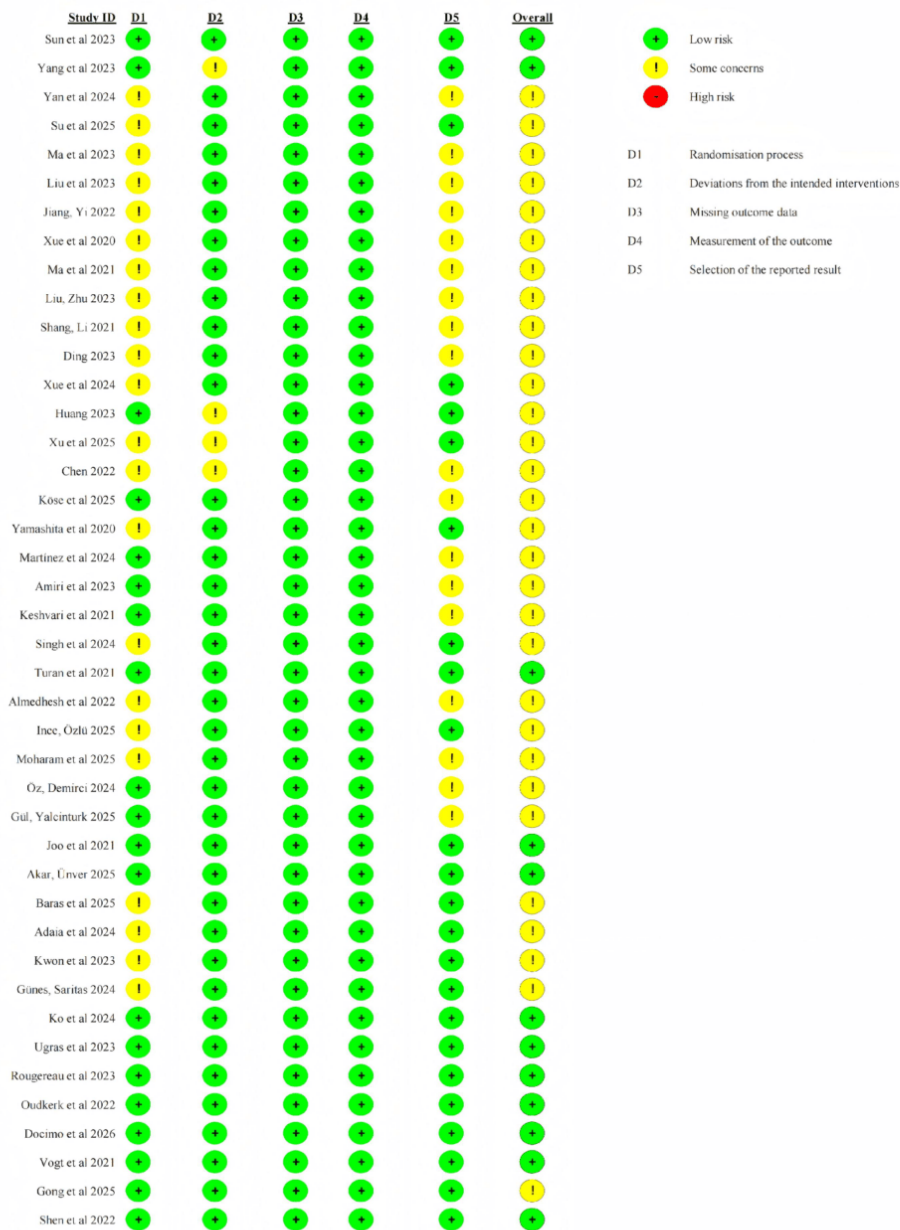 Study ID D1 D2 D3 D4 D5 Overall
Sun et 2023 + + + + + +
Yang et al 2023 + ! + + + +
Yan et al 2024 ! + + + ! !
Su et al 2025 ! + + + + !
Ma et al 2023 ! + + + ! !
Liu et al 2023 ! + + + ! !
Jiang, Yi 2022 ! + + + ! !
Xue et al 2020 ! + + + ! !
Ma et al 2021 ! + + + ! !
Liu, Zhu 2023 ! + + + ! !
Shang, Li 2021 ! + + + ! !
Ding 2023 ! + + + ! !
Xue et al 2024 ! + + + + !
Huang 2023 + ! + + + !
Xu et al 2025 ! ! + + + !
Chen 2022 ! ! + + ! !
Köse et al 2025 + + + + ! !
Yamashita et al 2020 ! + + + + !
Martínez et al 2024 + + + + ! !
Amiri et al 2023 + + + + ! !
Keshvari et al 2021 + + + + ! !
Singh et al 2024 ! + + + + !
Turan et al 2021 + + + + + +
Almedhesh et al 2022 ! + + + ! !
Ince, Özlü 2025 ! + + + + !
Moharam et al 2025 ! + + + ! !
Öz, Demirci 2024 + + + + ! !
Gül, Yalcinturk 2025 + + + + ! !
Joo et al 2021 + + + + + +
Akar, Ünver 2025 + + + + + +
Baras et al 2025 ! + + + + !
Adaia et al 2024 ! + + + + !
Kwon et al 2023 ! + + + + !
Günes, Saritas 2024 ! + + + + !
Ko et al 2024 + + + + + +
Ugras et al 2023 + + + + + +
Rougereau et al 2023 + + + + + +
Oudkerk et al 2022 + + + + + +
Docimo et al 2026 + + + + + +
Vogt et al 2021 + + + + + +
Gong et al 2025 + + + + + !
Shen et al 2022 + + + + + +
+ Low risk
! Some concerns
- High risk
D1 Randomisation process
D2 Deviations from the intended interventions
D3 Missing outcome data
D4 Measurement of the outcome
D5 Selection of the reported result